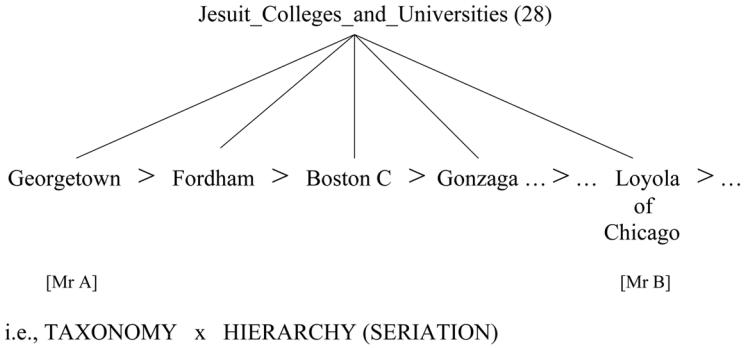 Jesuit_Colleges_and_Universities (28)
Georgetown > Fordham > Boston C > Gonzaga … > … Loyola > …
of
Chicago
[Mr A] [Mr B]
i.e., TAXONOMY x HIERARCHY (SERIATION)